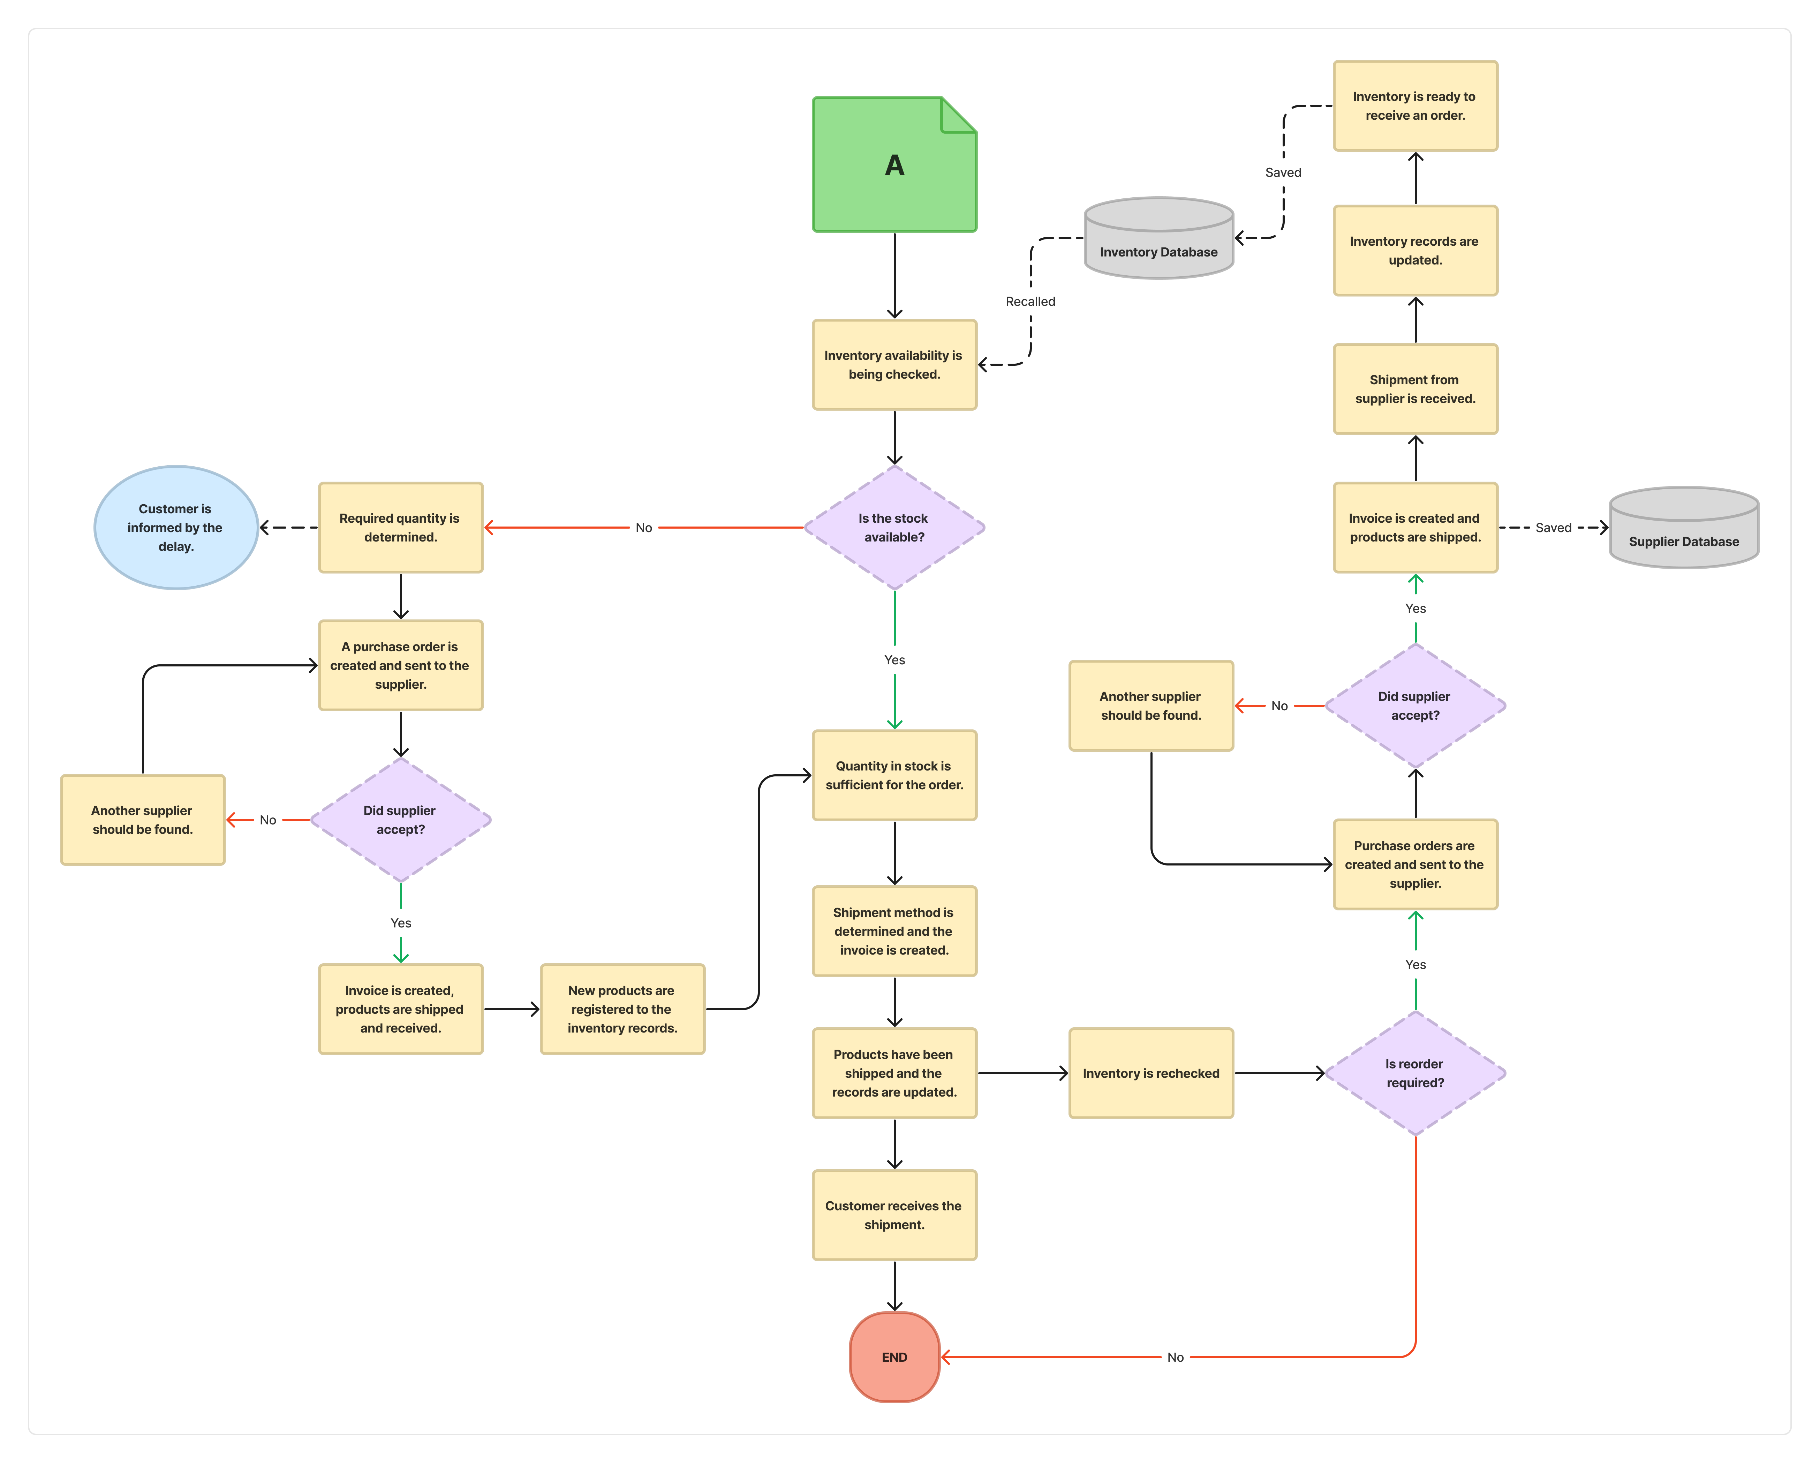 A
Inventory availability is
being checked.
Recalled
Inventory Database
Saved
Inventory is ready to
receive an order.
Inventory records are
updated.
Shipment from
supplier is received.
Invoice is created and
products are shipped.
Saved
Supplier Database
Yes
Did supplier
accept?
No
Another supplier
should be found.
Purchase orders are
created and sent to the
supplier.
Yes
Is reorder
required?
Is the stock
available?
No
Required quantity is
determined.
Customer is
informed by the
delay.
A purchase order is
created and sent to the
supplier.
Did supplier
accept?
No
Another supplier
should be found.
Yes
Invoice is created,
products are shipped
and received.
New products are
registered to the
inventory records.
Yes
Quantity in stock is
sufficient for the order.
Shipment method is
determined and the
invoice is created.
Products have been
shipped and the
records are updated.
Inventory is rechecked
Customer receives the
shipment.
END
No